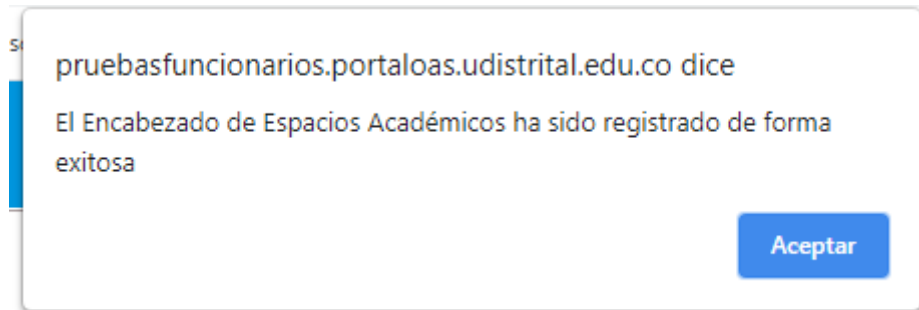 pruebasfuncionarios.portaloas.udistrital.edu.co dice
El Encabezado de Espacios Académicos ha sido registrado de forma
exitosa
Aceptar